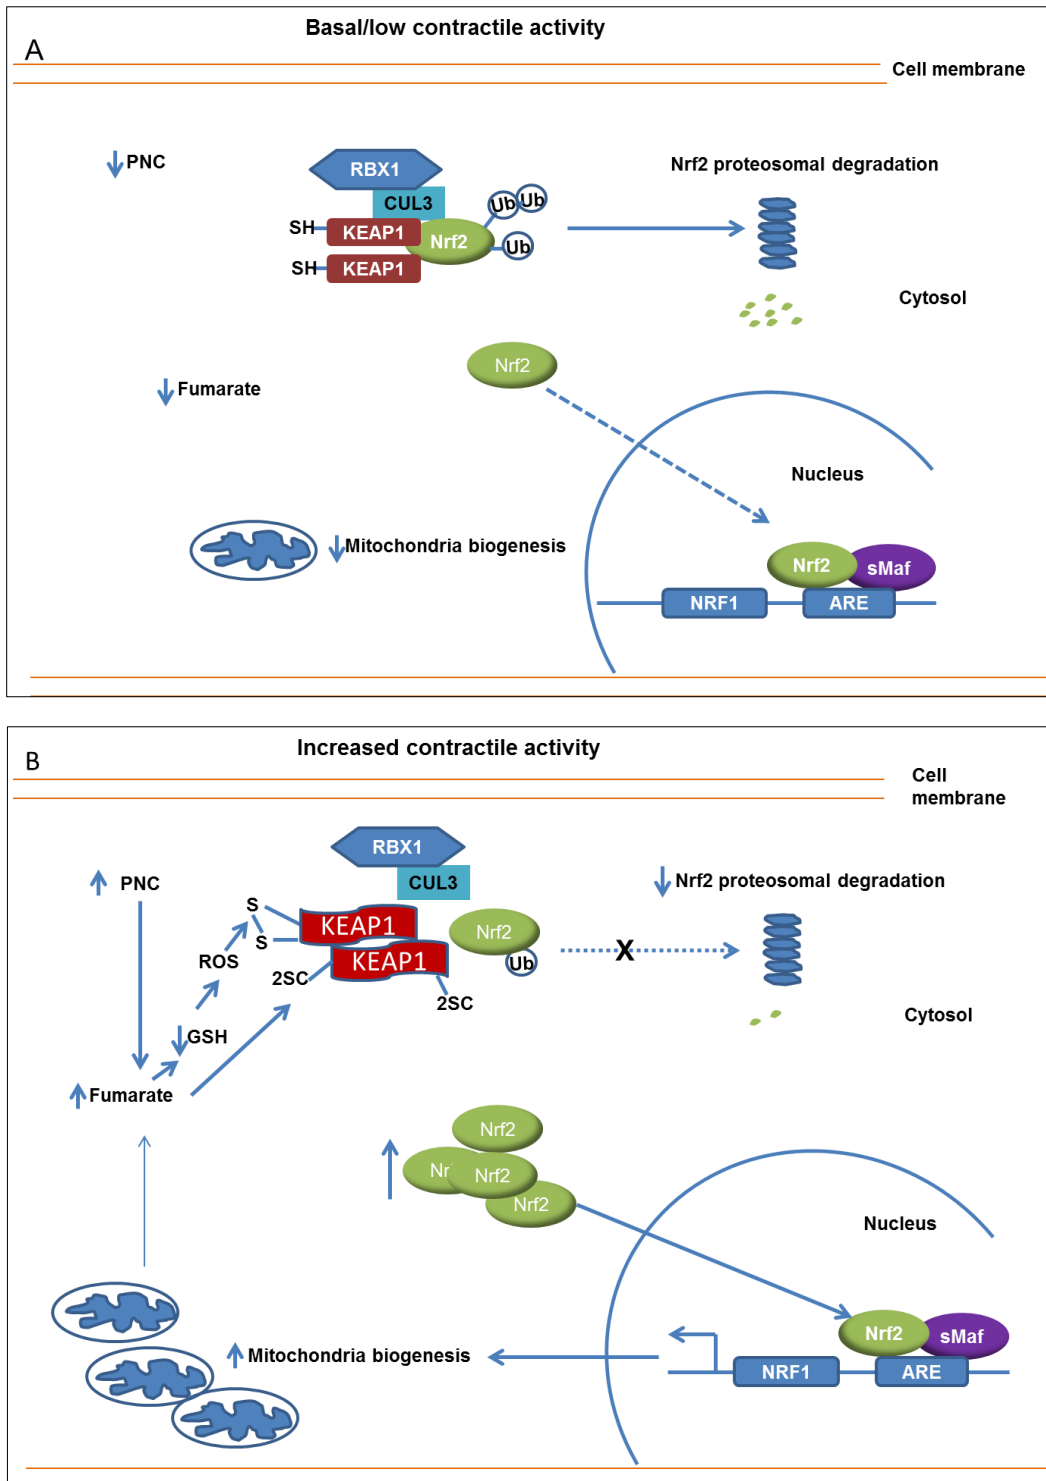 Basal/low contractile activity
A
Cell membrane
PNC
RBX1
Nrf2 proteosomal degradation
CUL3
Ub
Ub
SH
KEAP1
Nrf2
Ub
SH
KEAP1
Cytosol
Nrf2
Fumarate
Nucleus
Mitochondria biogenesis
Nrf2
sMaf
NRF1
ARE
Increased contractile activity
B
Cell
membrane
RBX1
PNC
CUL3
Nrf2 proteosomal degradation
S
KEAP1
Nrf2
S
X
ROS
KEAP1
Ub
2SC
2SC
Cytosol
GSH
Fumarate
Nrf2
Nr
Nrf2
Nrf2
Nucleus
Nrf2
sMaf
Mitochondria biogenesis
NRF1
ARE